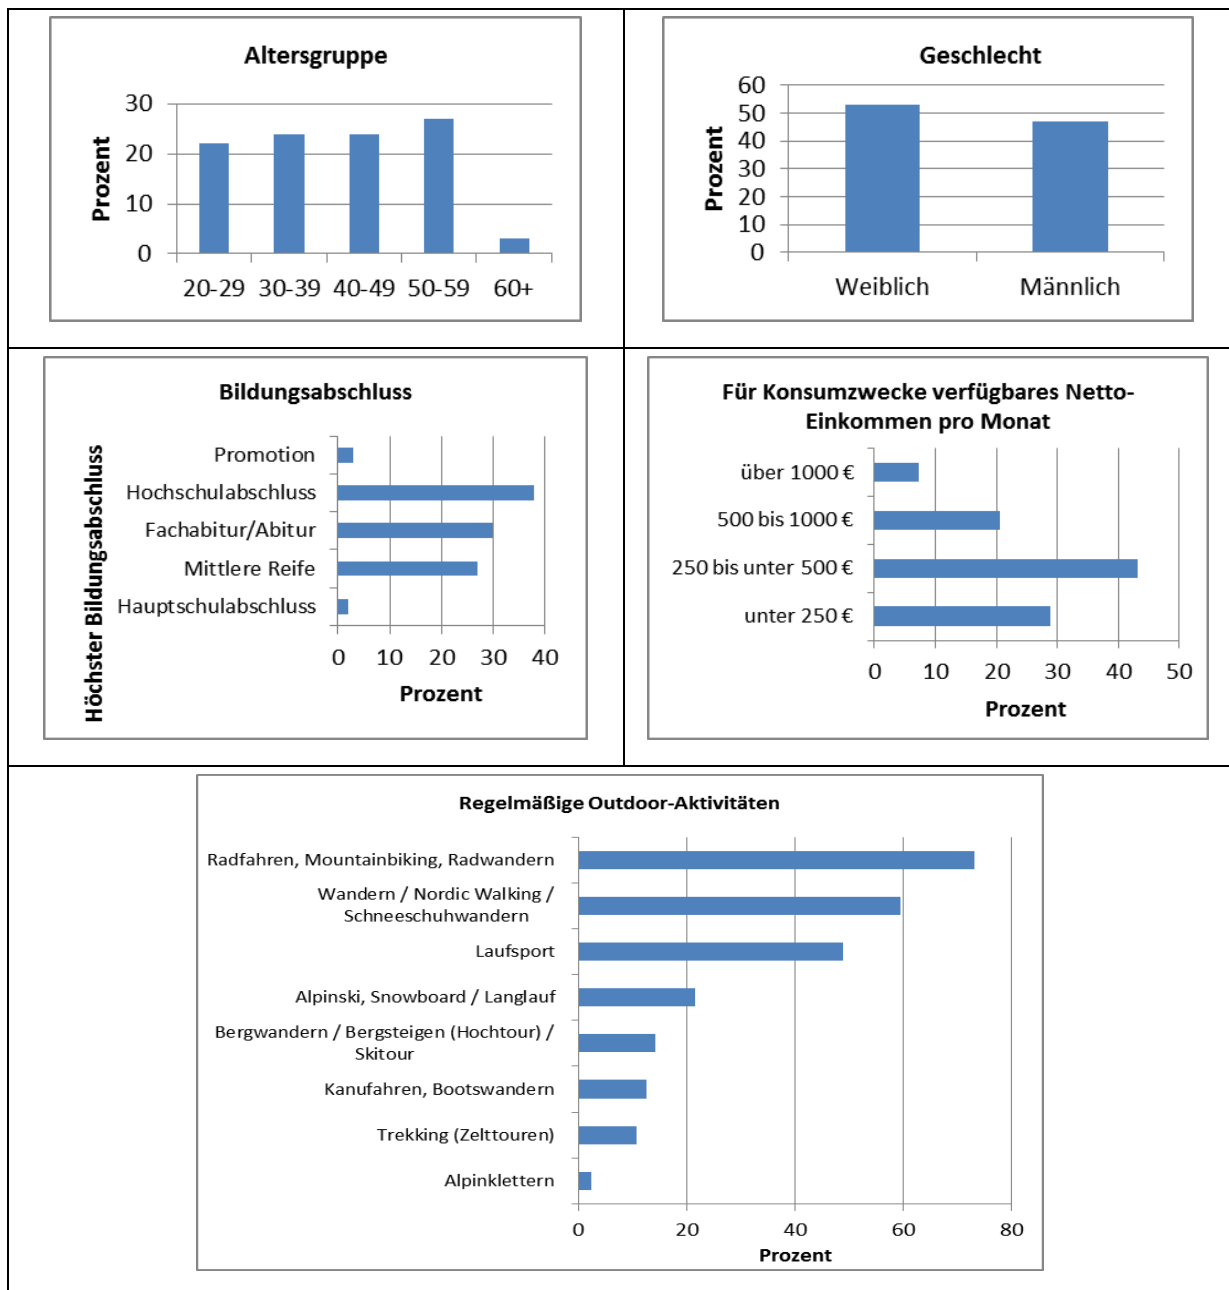 Altersgruppe
Prozent
30
20
10
0
20-29 30-39 40-49 50-59 60+
Geschlecht
Prozent
60
50
40
30
20
10
0
Weiblich Männlich
Bildungsabschluss
Höchster Bildungsabschluss
Promotion
Hochschulabschluss
Fachabitur/Abitur
Mittlere Reife
Hauptschulabschluss
0 10 20 30 40
Prozent
Für Konsumzwecke verfügbares Netto-
Einkommen pro Monat
über 1000 €
500 bis 1000 €
250 bis unter 500 €
unter 250 €
0 10 20 30 40 50
Prozent
Regelmäßige Outdoor-Aktivitäten
Radfahren, Mountainbiking, Radwandern
Wandern / Nordic Walking /
Schneeschuhwandern
Laufsport
Alpinski, Snowboard / Langlauf
Bergwandern / Bergsteigen (Hochtour) /
Skitour
Kanufahren, Bootswandern
Trekking (Zelttouren)
Alpinklettern
0 20 40 60 80
Prozent